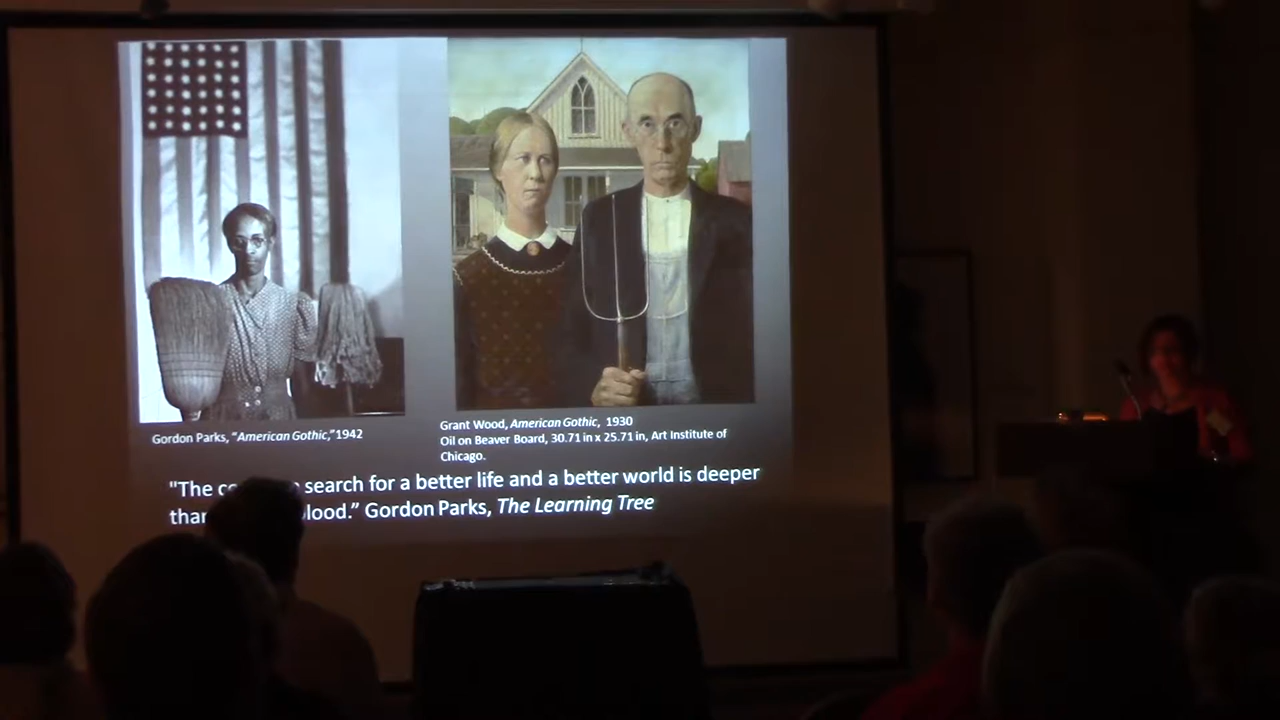 Gordon Parks, "American Gothic,"1942
Grant Wood, American Gothic, 1930
Oil on Beaver Board, 30.71 in x 25.71 in, Art Institute of
Chicago.
"The search for a better life and a better world is deeper
than blood.” Gordon Parks, The Learning Tree